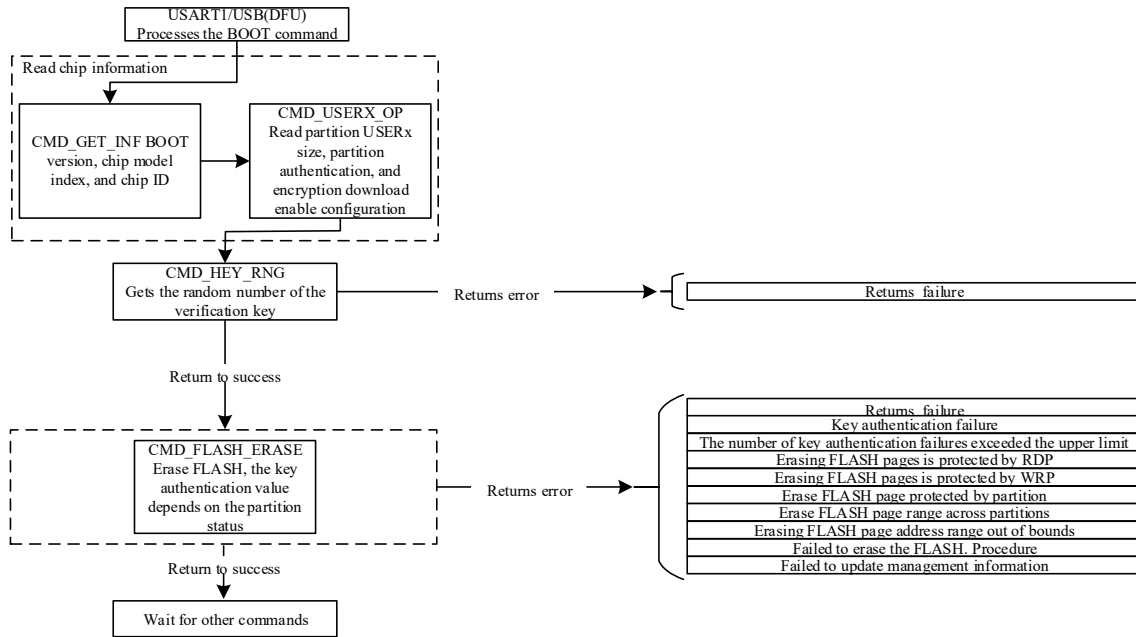 USART1/USB(DFU)
Processes the BOOT command
Read chip information
CMD_GET_INF BOOT
version, chip model
index, and chip ID
CMD_USERX_OP
Read partition USERx
size, partition
authentication, and
encryption download
enable configuration
CMD_HEY_RNG
Gets the random number of the
verification key
Returns error
Returns failure
Return to success
CMD_FLASH_ERASE
Erase FLASH, the key
authentication value
depends on the partition
status
Returns error
Returns failure
Key authentication failure
The number of key authentication failures exceeded the upper limit
Erasing FLASH pages is protected by RDP
Erasing FLASH pages is protected by WRP
Erase FLASH page protected by partition
Erase FLASH page range across partitions
Erasing FLASH page address range out of bounds
Failed to erase the FLASH. Procedure
Failed to update management information
Return to success
Wait for other commands